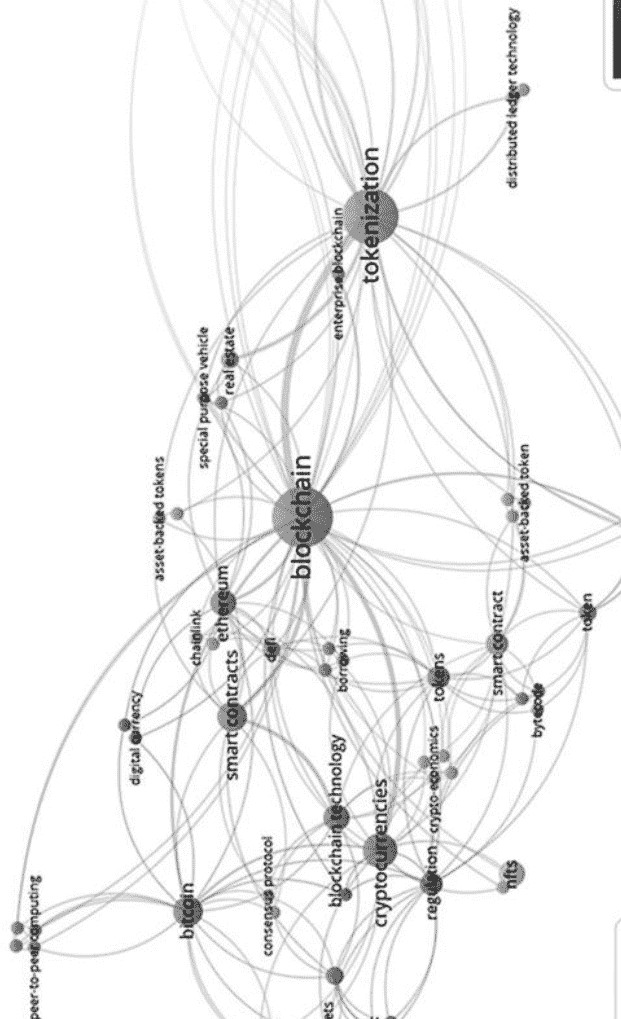 distributed ledger technology
tokenization
enterprise blockchain
real estate
special purpose vehicle
asset-backed tokens
blockchain
asset-backed token
ethereum
chainlink
defi
borrowing
smart contracts
digital currency
tokens
smart contract
token
bytecode
blockchain technology
crypto-economics
cryptocurrencies
regulation
nfts
consensus protocol
bitcoin
peer-to-peer computing
ets